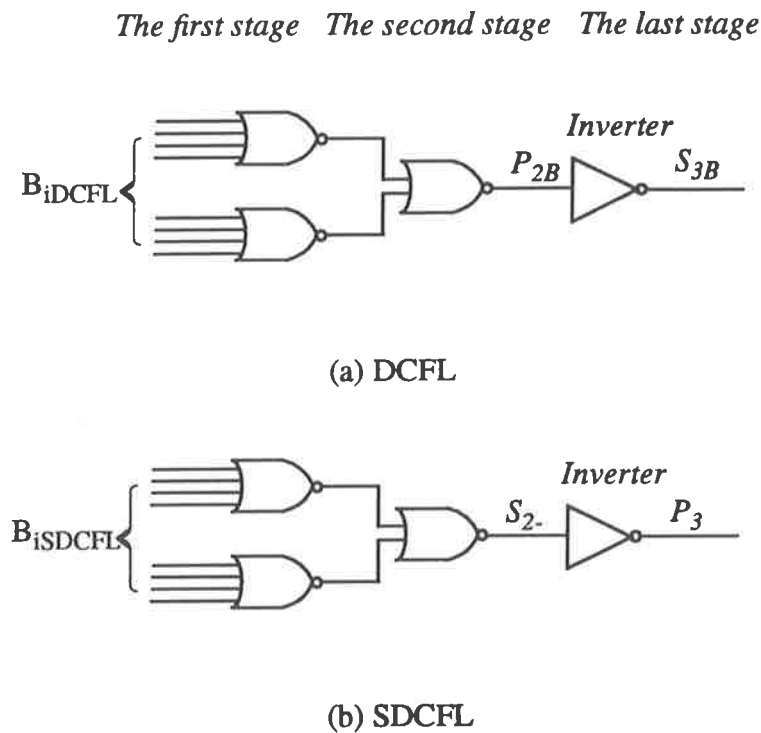 The first stage The second stage The last stage
Inverter
P2B S3B
BiDCFL
(a) DCFL
Inverter
S2- P3
BiSDCFL
(b) SDCFL